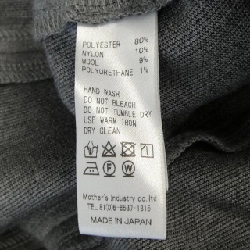 POLYESTER 80%
NYLON 10%
WOOL 9%
POLYURETHANE 1%
HAND WASH
DO NOT BLEACH
DO NOT TUMBLE DRY
USE WARM IRON
DRY CLEAN
Mother's Industry co.,ltd
MADE IN JAPAN